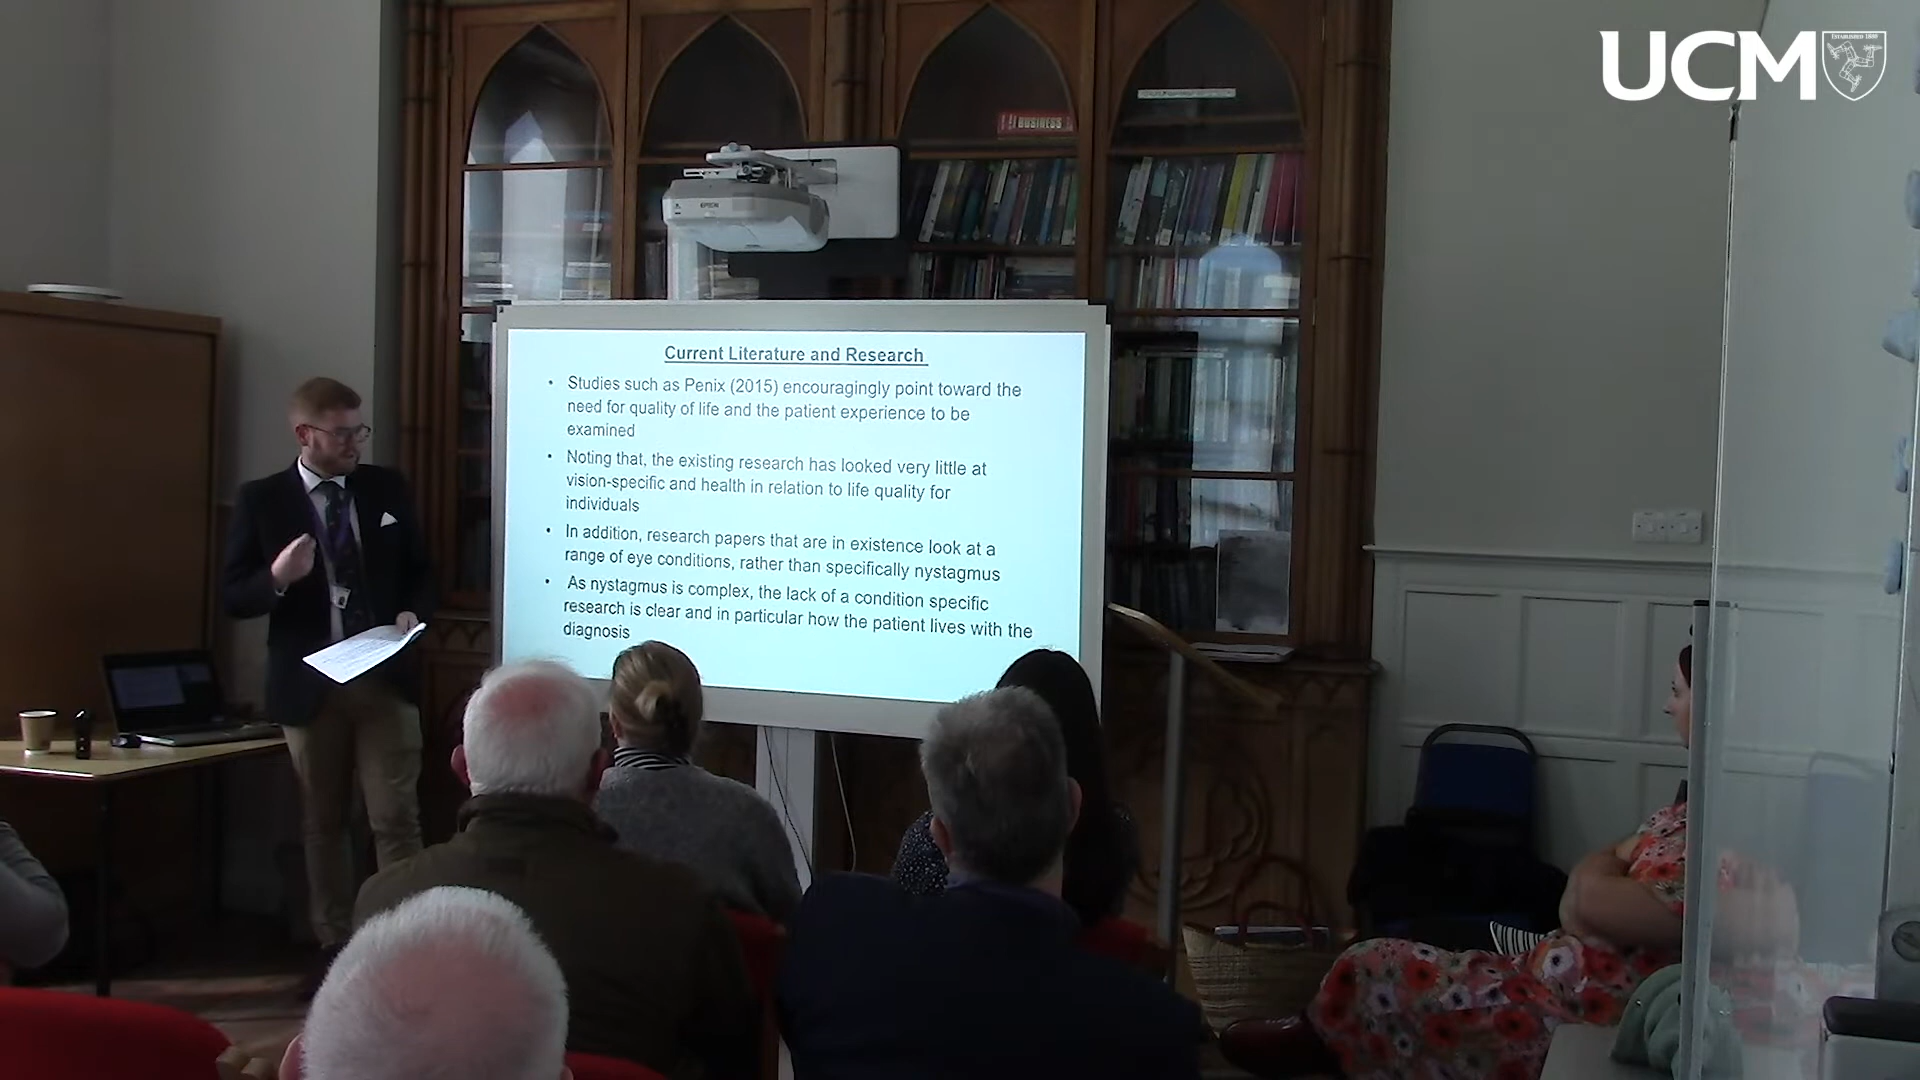 UCM
ESTABLISHED
!! BUSINESS
EPSON
Current Literature and Research
• Studies such as Penix (2015) encouragingly point toward the
need for quality of life and the patient experience to be
examined
• Noting that, the existing research has looked very little at
vision-specific and health in relation to life quality for
individuals
• In addition, research papers that are in existence look at a
range of eye conditions, rather than specifically nystagmus
• As nystagmus is complex, the lack of a condition specific
research is clear and in particular how the patient lives with the
diagnosis